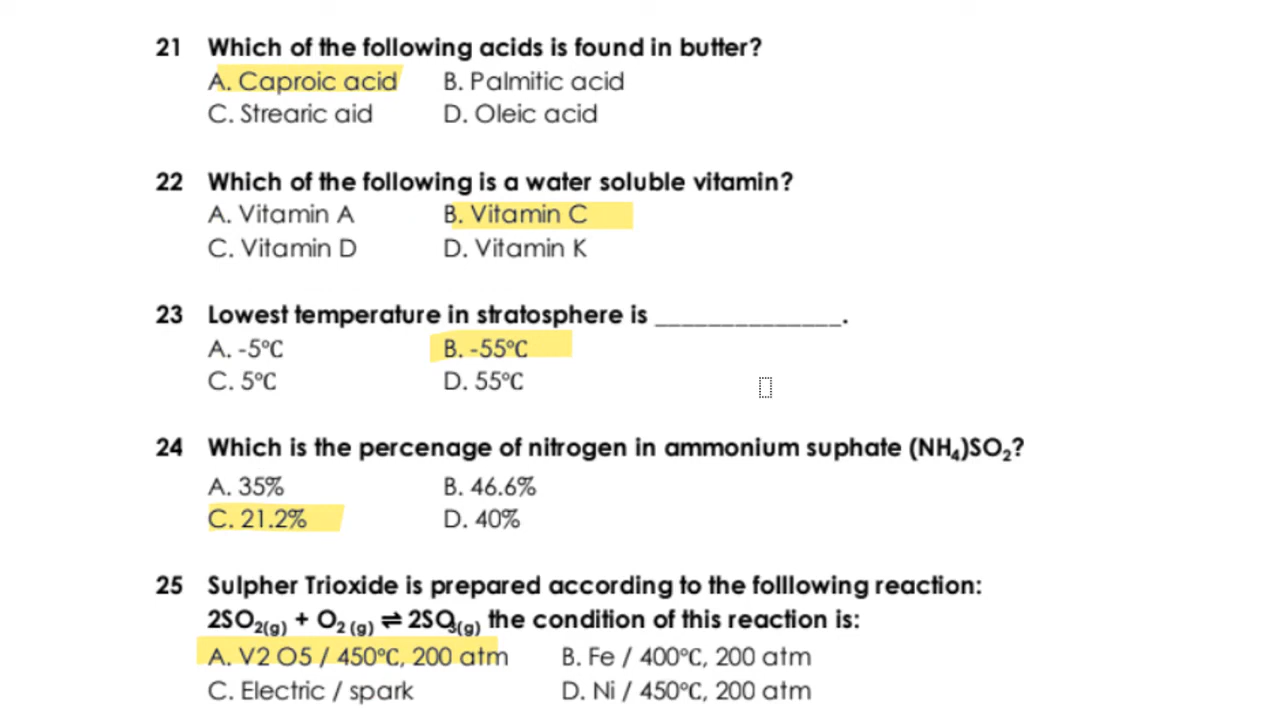 21 Which of the following acids is found in butter?
A. Caproic acid B. Palmitic acid
C. Strearic aid D. Oleic acid
22 Which of the following is a water soluble vitamin?
A. Vitamin A B. Vitamin C
C. Vitamin D D. Vitamin K
23 Lowest temperature in stratosphere is ______________.
A. -5°C B. -55°C
C. 5°C D. 55°C
24 Which is the percenage of nitrogen in ammonium suphate (NH₄)SO₂?
A. 35% B. 46.6%
C. 21.2% D. 40%
25 Sulpher Trioxide is prepared according to the folllowing reaction:
2SO₂(g) + O₂ (g) ⇌ 2SO₃(g) the condition of this reaction is:
A. V2 O5 / 450°C, 200 atm B. Fe / 400°C, 200 atm
C. Electric / spark D. Ni / 450°C, 200 atm